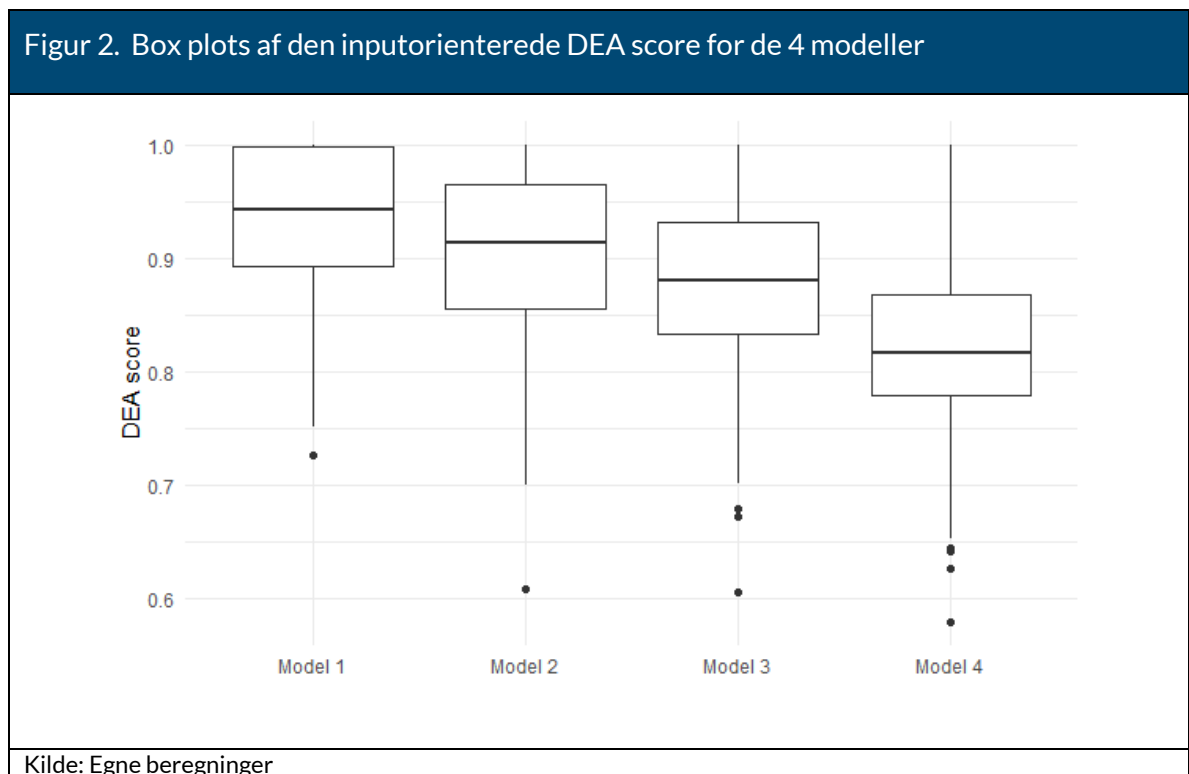 Figur 2. Box plots af den inputorienterede DEA score for de 4 modeller
1.0
0.9
0.8
0.7
0.6
DEA score
Model 1 Model 2 Model 3 Model 4
Kilde: Egne beregninger